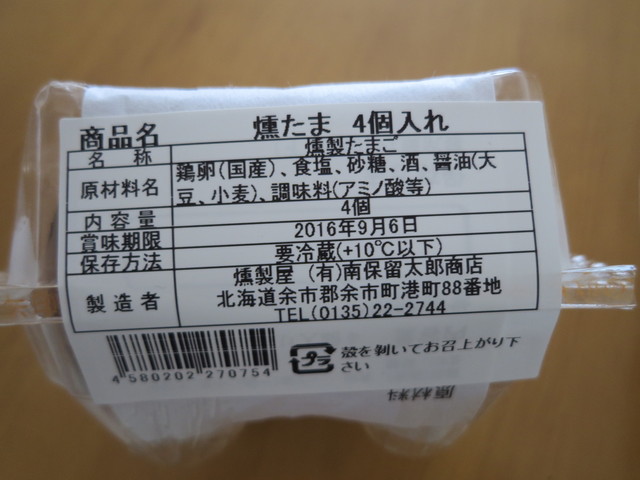 商品名 燻たま 4個入れ
名称 燻製たまご
原材料名 鶏卵(国産)、食塩、砂糖、酒、醤油(大
豆、小麦)、調味料(アミノ酸等)
内容量 4個
賞味期限 2016年9月6日
保存方法 要冷蔵(+10℃以下)
製造者 燻製屋 (有)南保留太郎商店
北海道余市郡余市町港町88番地
TEL(0135)22-2744
4580202270754
プラ
殻を剥いてお召上がり下
さい
原材料